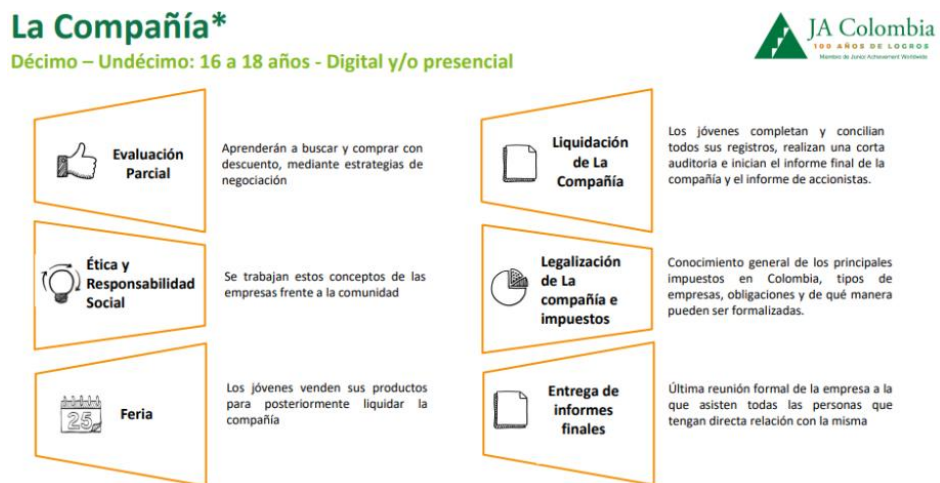 La Compañía*
Décimo – Undécimo: 16 a 18 años - Digital y/o presencial
JA Colombia
100 AÑOS DE LOGROS
Miembro de Junior Achievement Worldwide
Evaluación
Parcial
Aprenderán a buscar y comprar con
descuento, mediante estrategias de
negociación
Ética y
Responsabilidad
Social
Se trabajan estos conceptos de las
empresas frente a la comunidad
25
Feria
Los jóvenes venden sus productos
para posteriormente liquidar la
compañía
Liquidación
de La
Compañía
Los jóvenes completan y concilian
todos sus registros, realizan una corta
auditoria e inician el informe final de la
compañía y el informe de accionistas.
Legalización
de La
compañía e
impuestos
Conocimiento general de los principales
impuestos en Colombia, tipos de
empresas, obligaciones y de qué manera
pueden ser formalizadas.
Entrega de
informes
finales
Última reunión formal de la empresa a la
que asisten todas las personas que
tengan directa relación con la misma